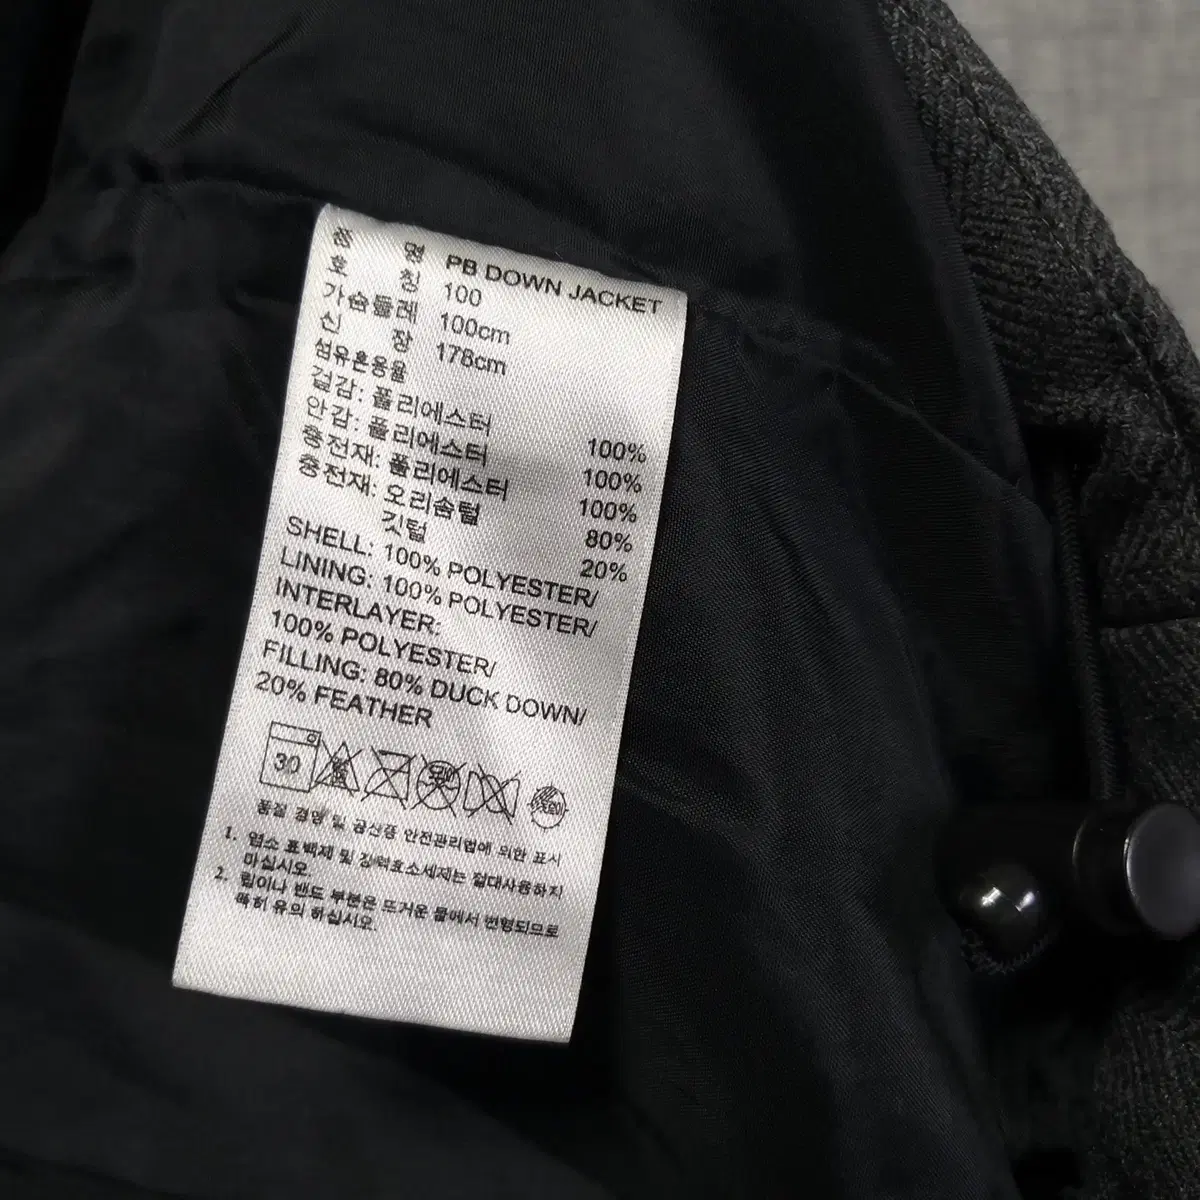 품 명 PB DOWN JACKET
호 칭 100
가슴둘레 100cm
신 장 178cm
섬유혼용율
겉감: 폴리에스터 100%
안감: 폴리에스터 100%
충전재: 폴리에스터 100%
충전재: 오리솜털 80%
깃털 20%
SHELL: 100% POLYESTER/
LINING: 100% POLYESTER/
INTERLAYER:
100% POLYESTER/
FILLING: 80% DUCK DOWN/
20% FEATHER
30
품질 경영 및 공산품 안전관리법에 의한 표시
1. 염소 표백제 및 강력효소세제는 절대사용하지
마십시오.
2. 립이나 밴드 부분은 뜨거운 물에서 변형되므로
특히 유의 하십시오.